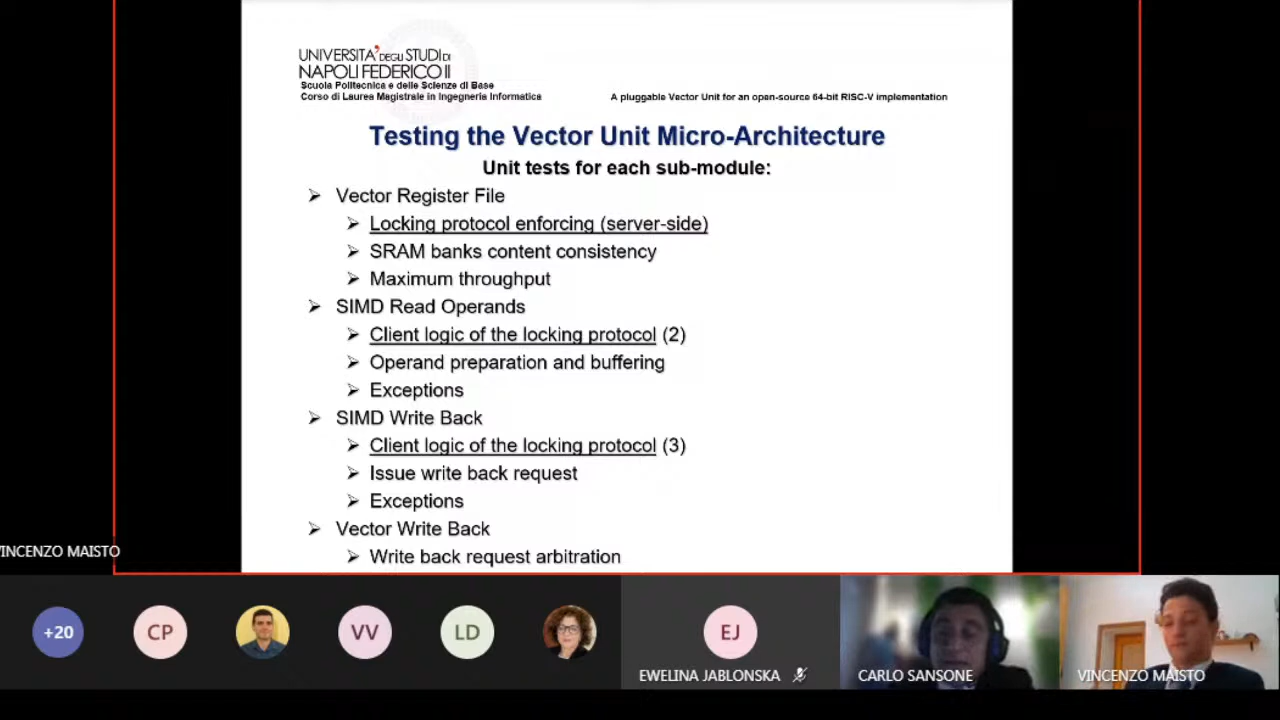 UNIVERSITA' DEGLI STUDI DI
NAPOLI FEDERICO II
Scuola Politecnica e delle Scienze di Base
Corso di Laurea Magistrale in Ingegneria Informatica
A pluggable Vector Unit for an open-source 64-bit RISC-V implementation
Testing the Vector Unit Micro-Architecture
Unit tests for each sub-module:
➢ Vector Register File
➢ Locking protocol enforcing (server-side)
➢ SRAM banks content consistency
➢ Maximum throughput
➢ SIMD Read Operands
➢ Client logic of the locking protocol (2)
➢ Operand preparation and buffering
➢ Exceptions
➢ SIMD Write Back
➢ Client logic of the locking protocol (3)
➢ Issue write back request
➢ Exceptions
➢ Vector Write Back
➢ Write back request arbitration
VINCENZO MAISTO
+20
CP
VV
LD
EJ
EWELINA JABLONSKA
CARLO SANSONE
VINCENZO MAISTO